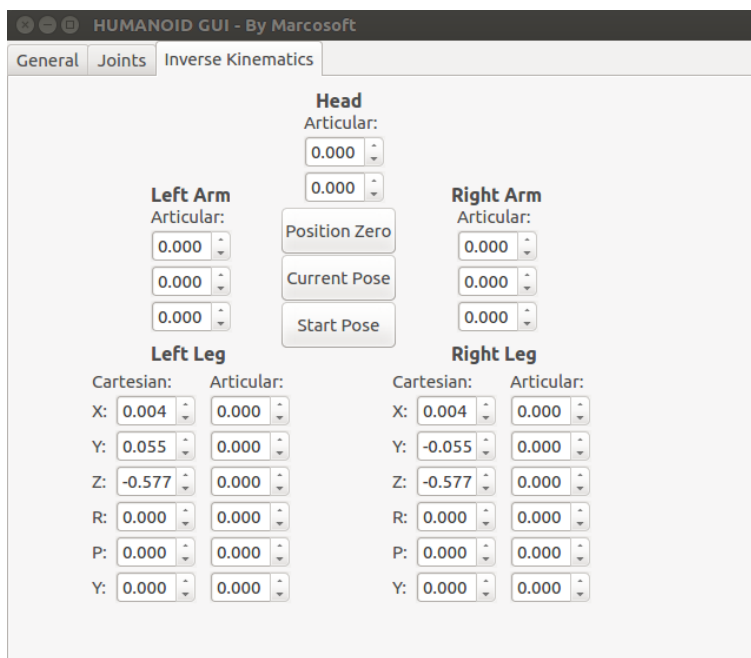 HUMANOID GUI - By Marcosoft
General Joints Inverse Kinematics
Head
Articular:
0.000
0.000
Left Arm
Articular:
0.000
0.000
0.000
Position Zero
Current Pose
Start Pose
Right Arm
Articular:
0.000
0.000
0.000
Left Leg
Cartesian: Articular:
X: 0.004 0.000
Y: 0.055 0.000
Z: -0.577 0.000
R: 0.000 0.000
P: 0.000 0.000
Y: 0.000 0.000
Right Leg
Cartesian: Articular:
X: 0.004 0.000
Y: -0.055 0.000
Z: -0.577 0.000
R: 0.000 0.000
P: 0.000 0.000
Y: 0.000 0.000